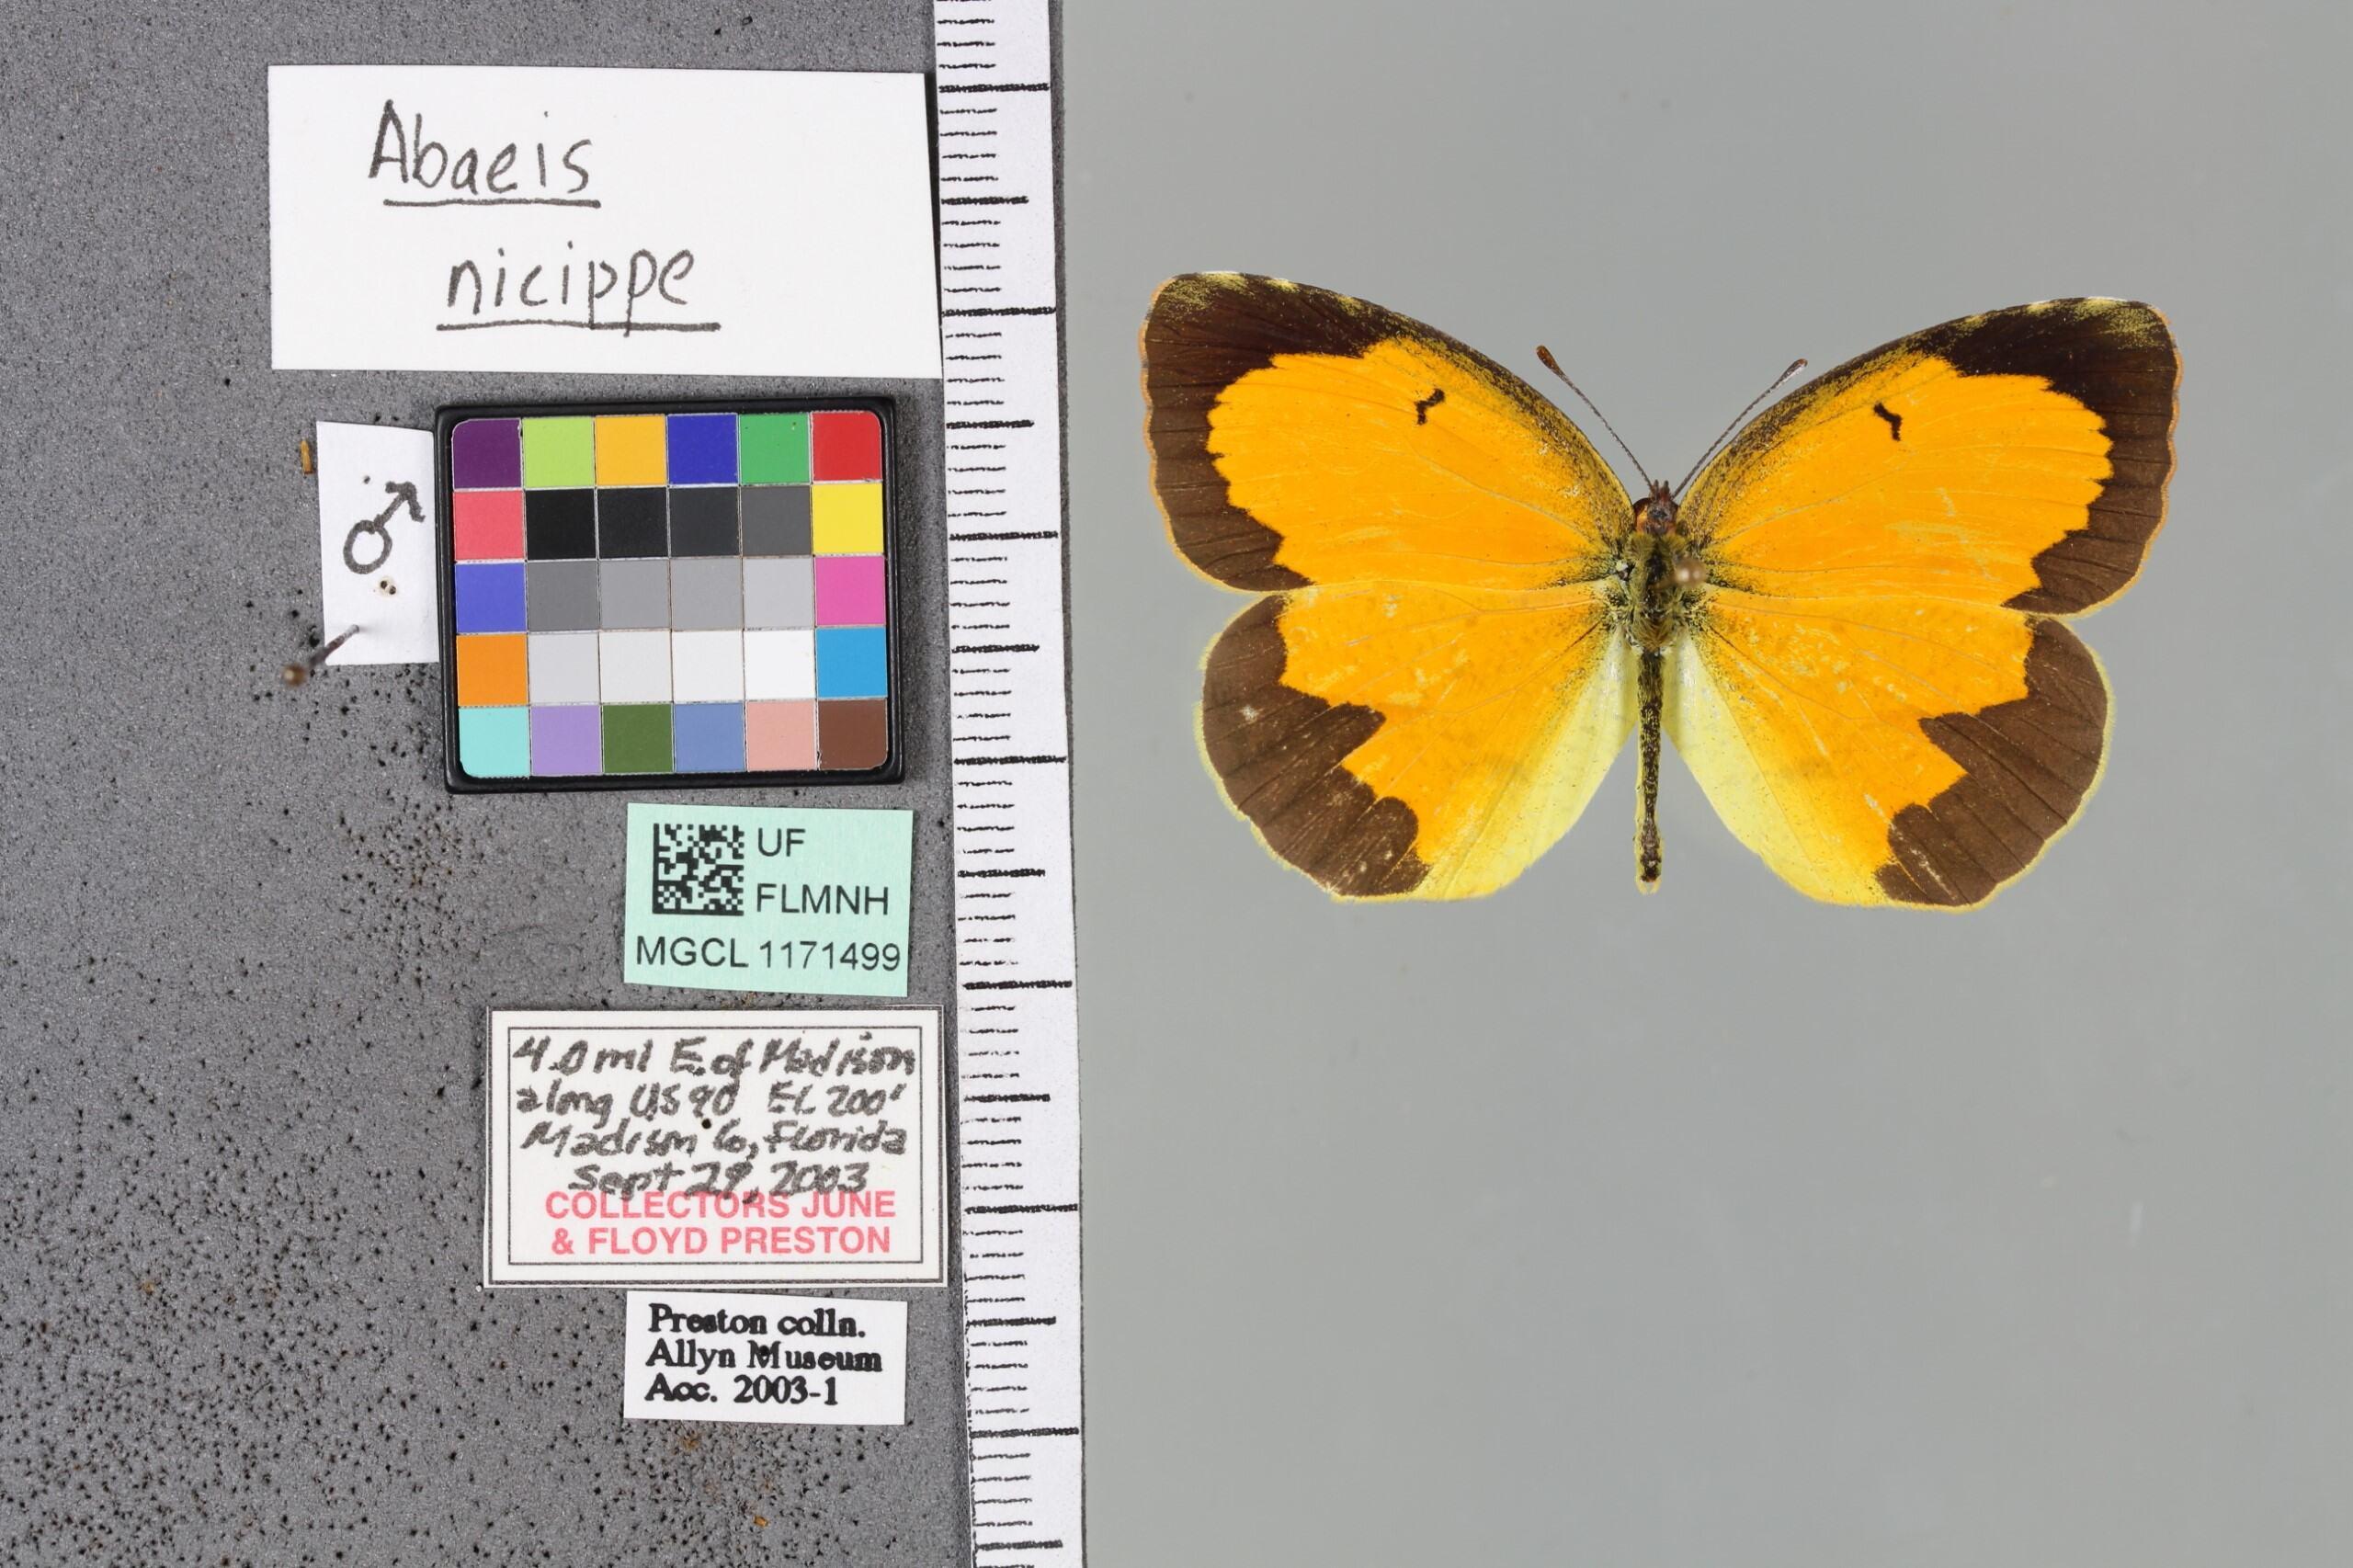 Abaeis
nicippe
♂
UF
FLMNH
MGCL 1171499
4.0 mi E. of Madison
along US 90 EL 200'
Madison Co, Florida
Sept 29, 2003
COLLECTORS JUNE
& FLOYD PRESTON
Preston colln.
Allyn Museum
Acc. 2003-1